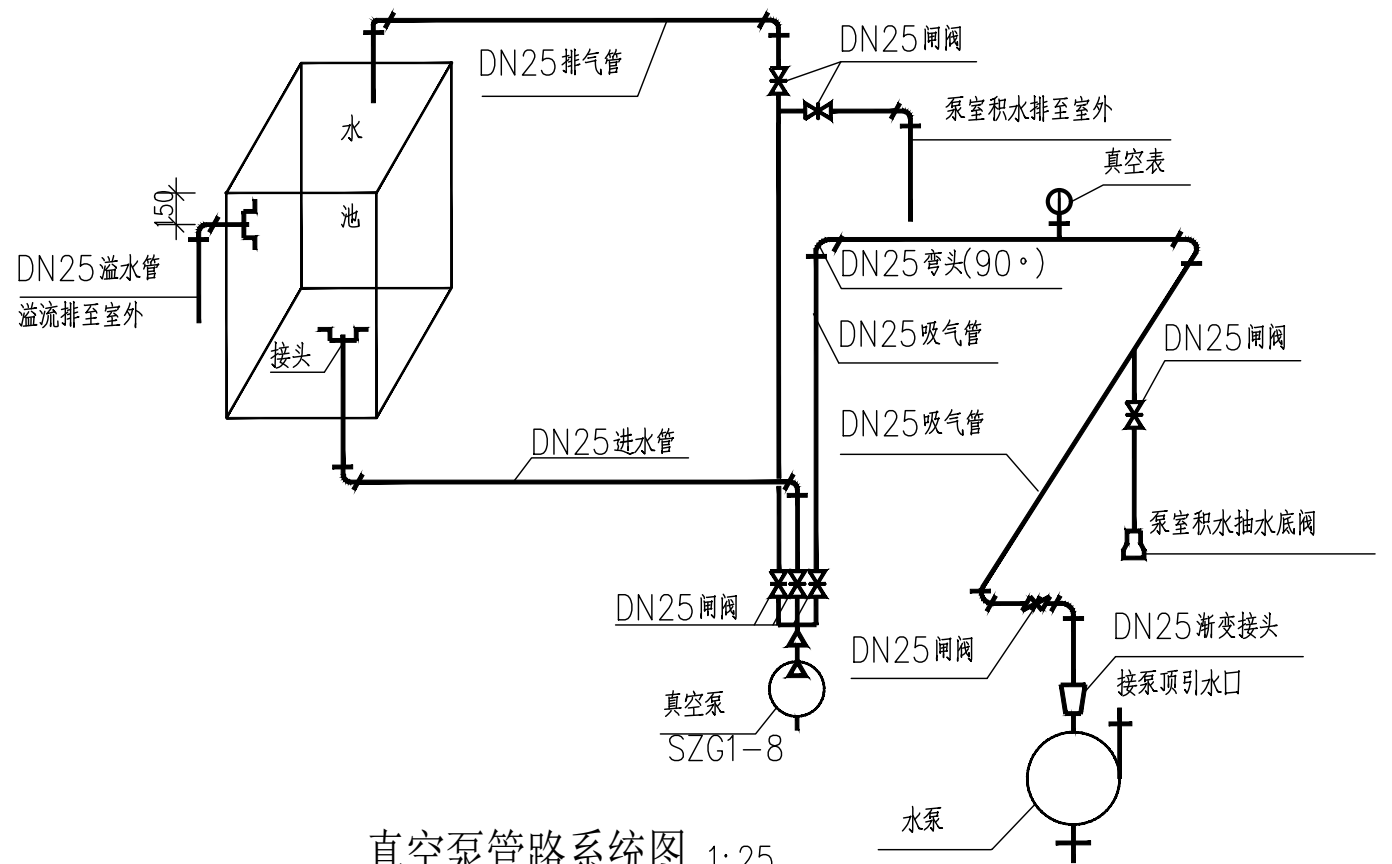 DN25闸阀
DN25排气管
泵室积水排至室外
水
真空表
150
池
DN25溢水管
溢流排至室外
DN25弯头(90°)
DN25吸气管
DN25闸阀
接头
DN25吸气管
DN25进水管
泵室积水抽水底阀
DN25闸阀
DN25渐变接头
DN25闸阀
接泵顶引水口
真空泵
SZG1-8
水泵
真空泵管路系统图 1:25